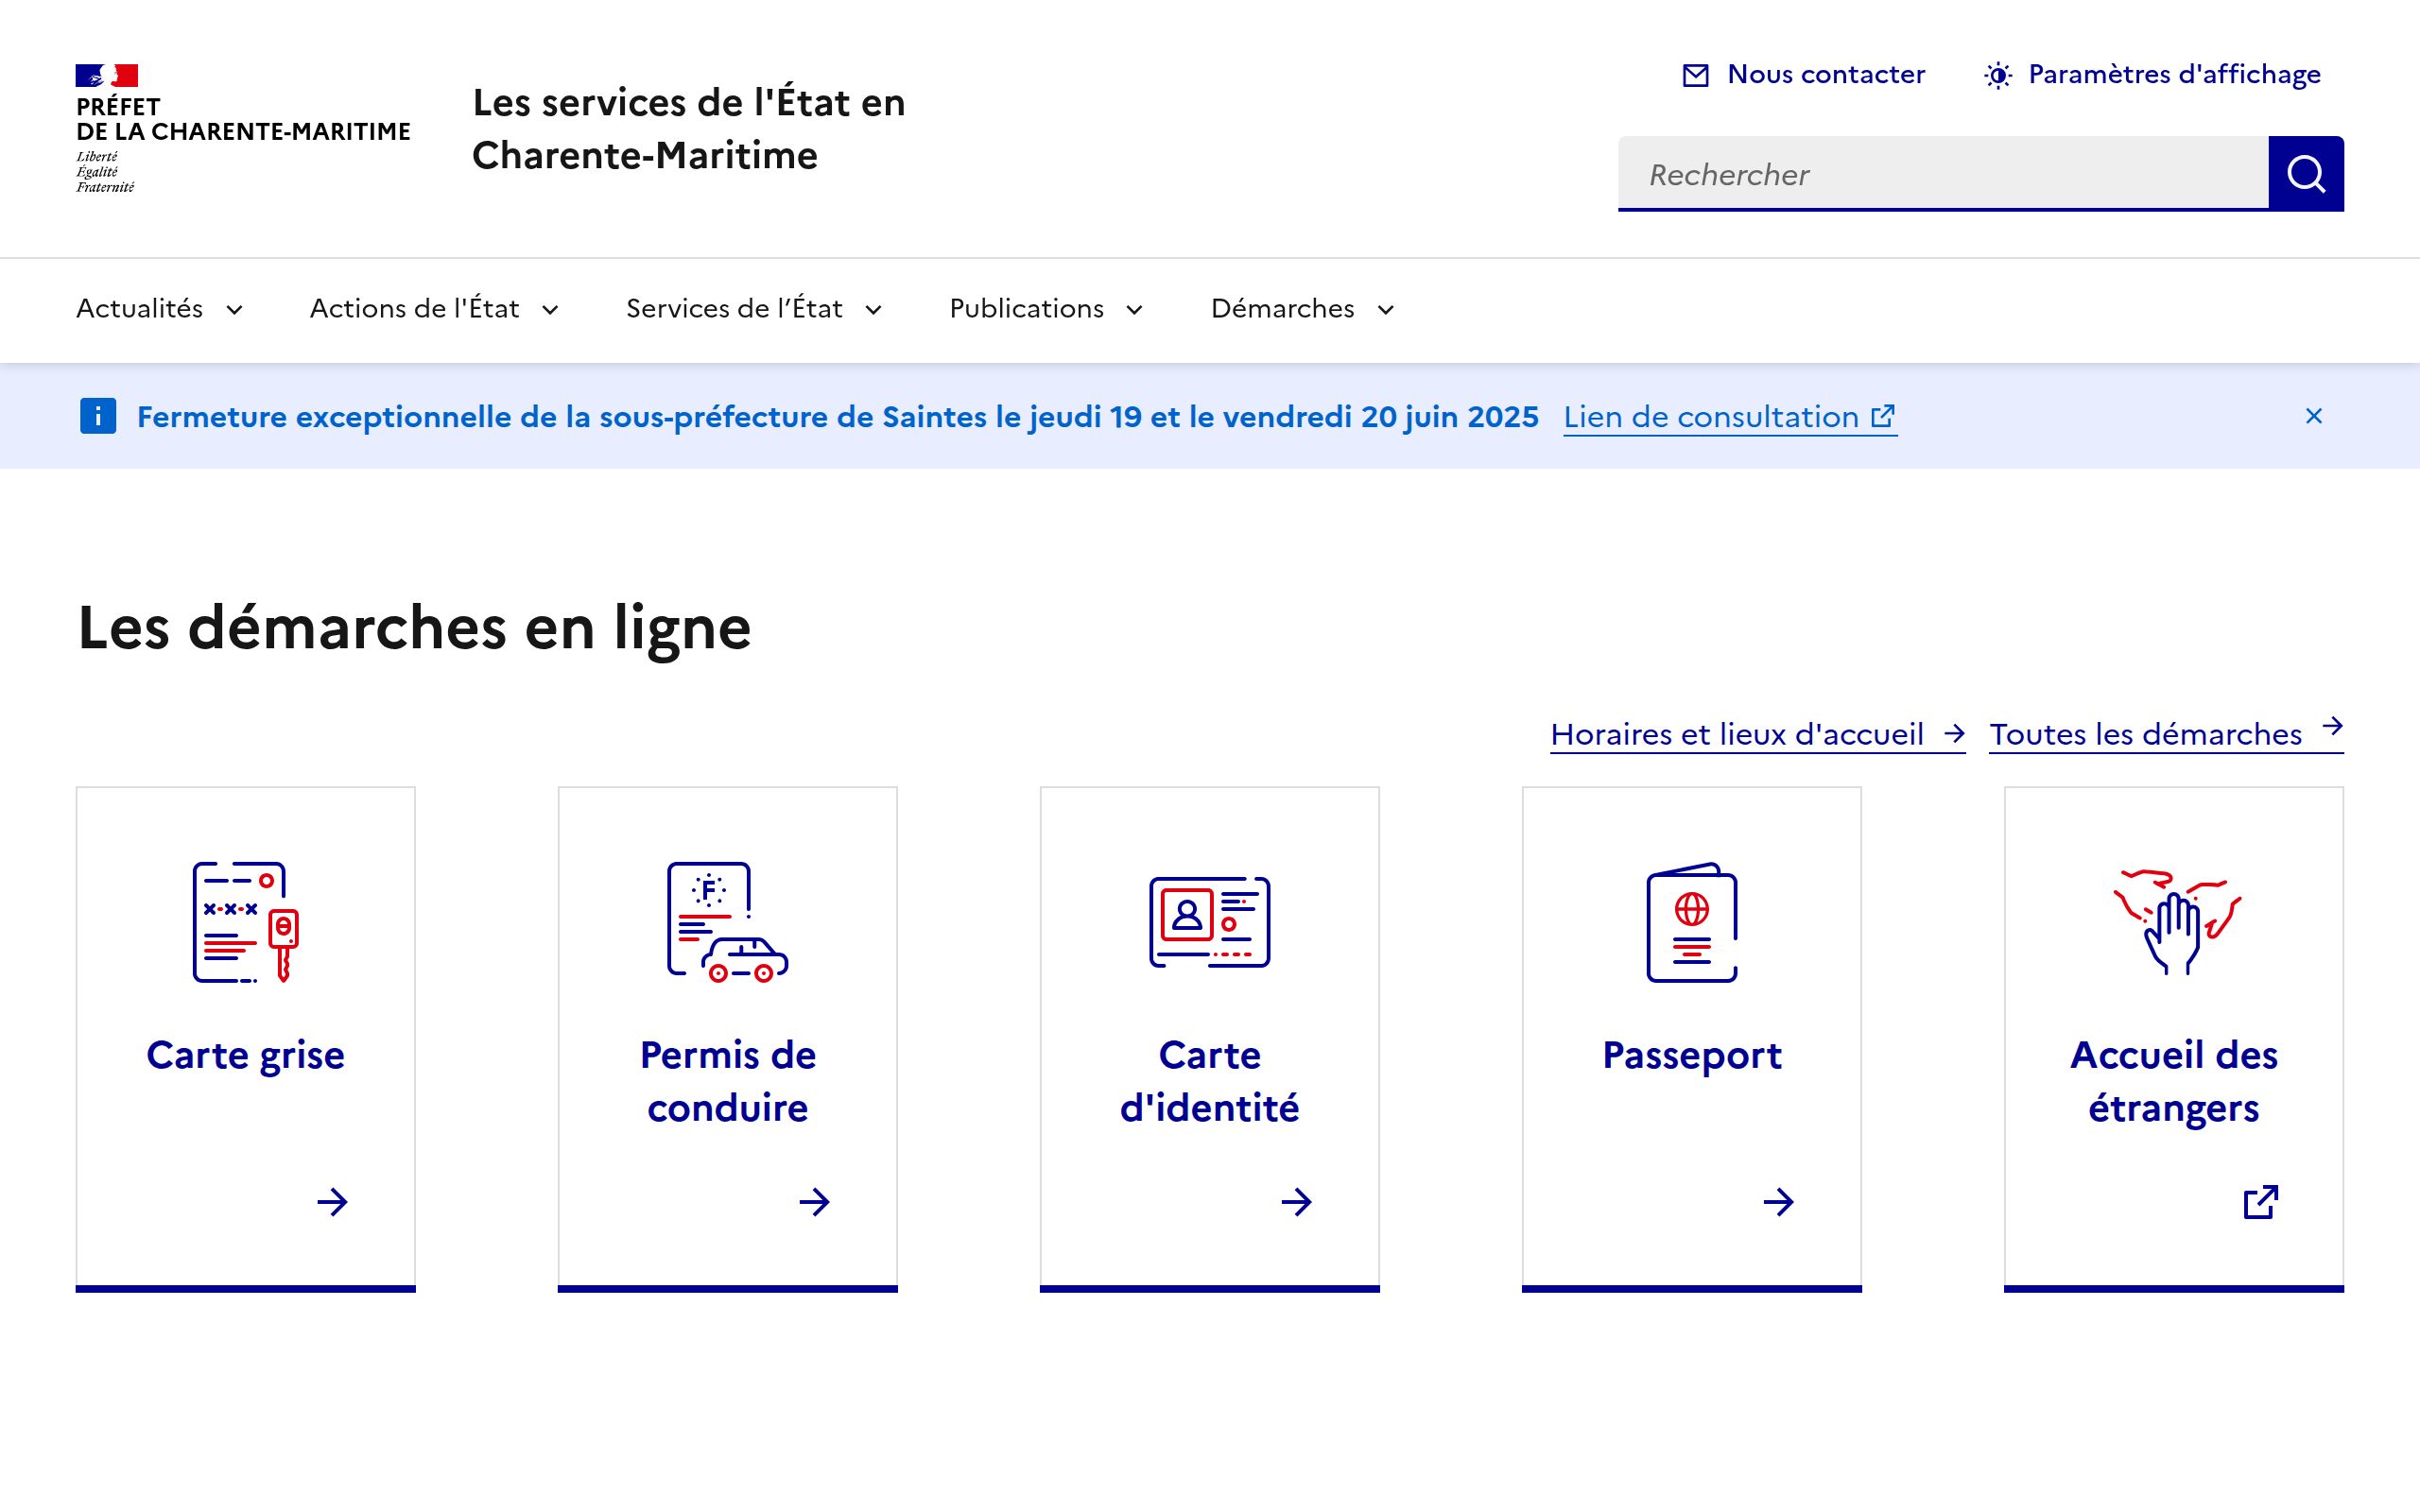 PRÉFET
DE LA CHARENTE-MARITIME
Liberté
Égalité
Fraternité
Les services de l'État en
Charente-Maritime
Nous contacter
Paramètres d'affichage
Rechercher
Actualités
Actions de l'État
Services de l’État
Publications
Démarches
Fermeture exceptionnelle de la sous-préfecture de Saintes le jeudi 19 et le vendredi 20 juin 2025 Lien de consultation
Les démarches en ligne
Horaires et lieux d'accueil
Toutes les démarches
F
Carte grise
Permis de
conduire
Carte
d'identité
Passeport
Accueil des
étrangers